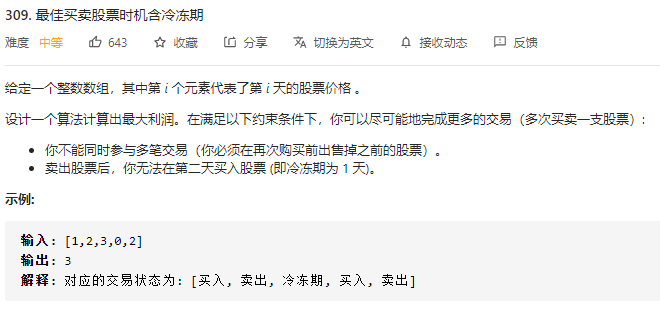 309. 最佳买卖股票时机含冷冻期
难度 中等 643 收藏 分享 切换为英文 接收动态 反馈
给定一个整数数组，其中第 i 个元素代表了第 i 天的股票价格 。
设计一个算法计算出最大利润。在满足以下约束条件下，你可以尽可能地完成更多的交易（多次买卖一支股票）:
• 你不能同时参与多笔交易（你必须在再次购买前出售掉之前的股票）。
• 卖出股票后，你无法在第二天买入股票 (即冷冻期为 1 天)。
示例:
输入: [1,2,3,0,2]
输出: 3
解释: 对应的交易状态为: [买入, 卖出, 冷冻期, 买入, 卖出]